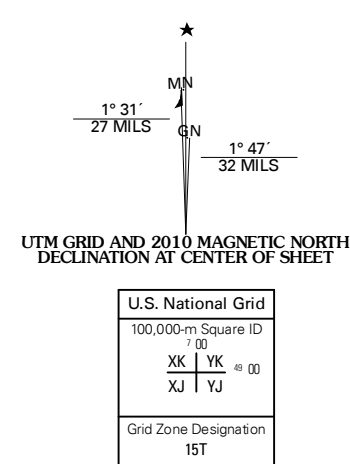 ★
MN
1° 31´
27 MILS
GN
1° 47´
32 MILS
UTM GRID AND 2010 MAGNETIC NORTH
DECLINATION AT CENTER OF SHEET
U.S. National Grid
100,000-m Square ID
7 00
XK YK 49 00
XJ YJ
Grid Zone Designation
15T